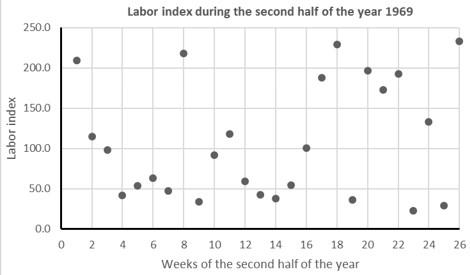 Labor index during the second half of the year 1969
250.0
200.0
150.0
100.0
50.0
0.0
Labor index
0 2 4 6 8 10 12 14 16 18 20 22 24 26
Weeks of the second half of the year